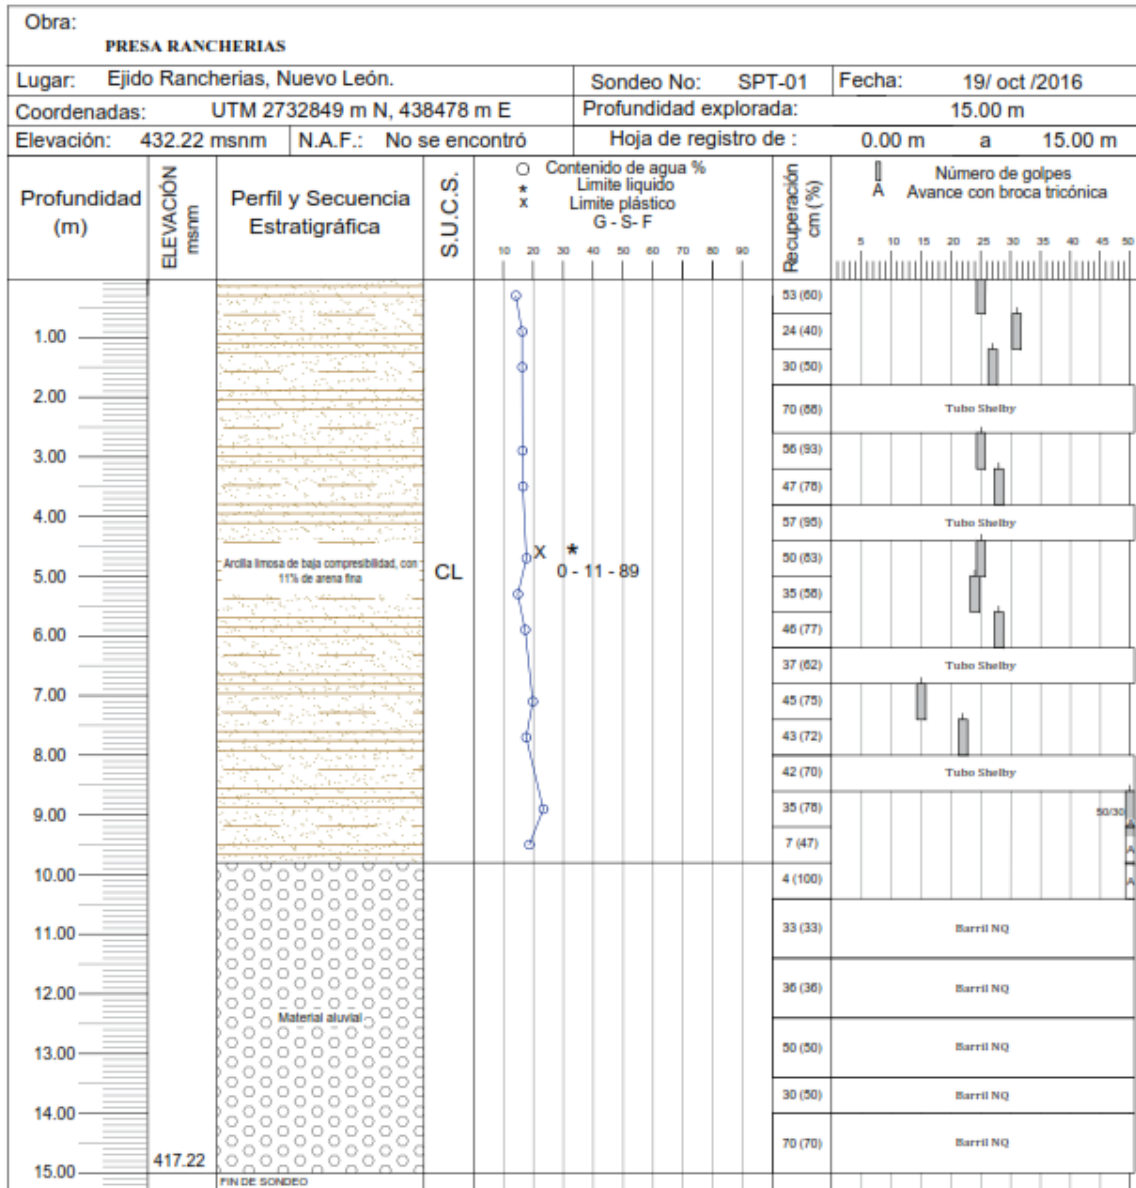 Obra:
PRESA RANCHERIAS
Lugar: Ejido Rancherias, Nuevo León. Sondeo No: SPT-01 Fecha: 19/ oct /2016
Coordenadas: UTM 2732849 m N, 438478 m E Profundidad explorada: 15.00 m
Elevación: 432.22 msnm N.A.F.: No se encontró Hoja de registro de : 0.00 m a 15.00 m
Profundidad
(m)
ELEVACIÓN
msnm
Perfil y Secuencia
Estratigráfica
S.U.C.S.
Contenido de agua %
* Limite liquido
x Limite plástico
G - S- F
10 20 30 40 50 60 70 80 90
Recuperación
cm (%)
Número de golpes
A Avance con broca tricónica
5 10 15 20 25 30 35 40 45 50
53 (60)
1.00
24 (40)
30 (50)
2.00
70 (88) Tubo Shelby
3.00
56 (93)
47 (78)
4.00
57 (95) Tubo Shelby
50 (83)
x *
Arcilla limosa de baja compresibilidad, con
11% de arena fina
5.00
CL
0 - 11 - 89
35 (58)
6.00
46 (77)
37 (62) Tubo Shelby
7.00
45 (75)
43 (72)
8.00
42 (70) Tubo Shelby
9.00
35 (78) 50/30
A
7 (47) A
10.00
4 (100) A
11.00
33 (33) Barril NQ
12.00
36 (36) Barril NQ
Material aluvial
13.00
50 (50) Barril NQ
30 (50) Barril NQ
14.00
70 (70) Barril NQ
417.22
15.00
FIN DE SONDEO